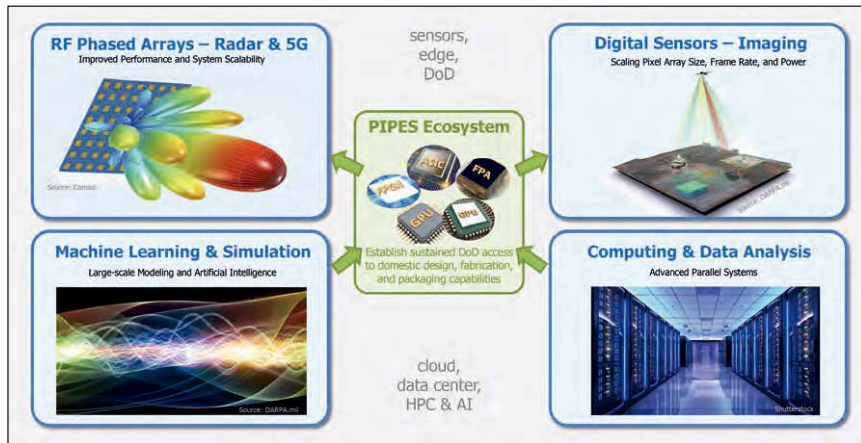 RF Phased Arrays – Radar & 5G
Improved Performance and System Scalability
Source: Comsol
sensors,
edge,
DoD
Digital Sensors – Imaging
Scaling Pixel Array Size, Frame Rate, and Power
Source: DARPA.mil
PIPES Ecosystem
ASIC
FPA
FPGA
GPU
Establish sustained DoD access
to domestic design, fabrication,
and packaging capabilities
Machine Learning & Simulation
Large-scale Modeling and Artificial Intelligence
Source: DARPA.mil
cloud,
data center,
HPC & AI
Computing & Data Analysis
Advanced Parallel Systems
Shutterstock